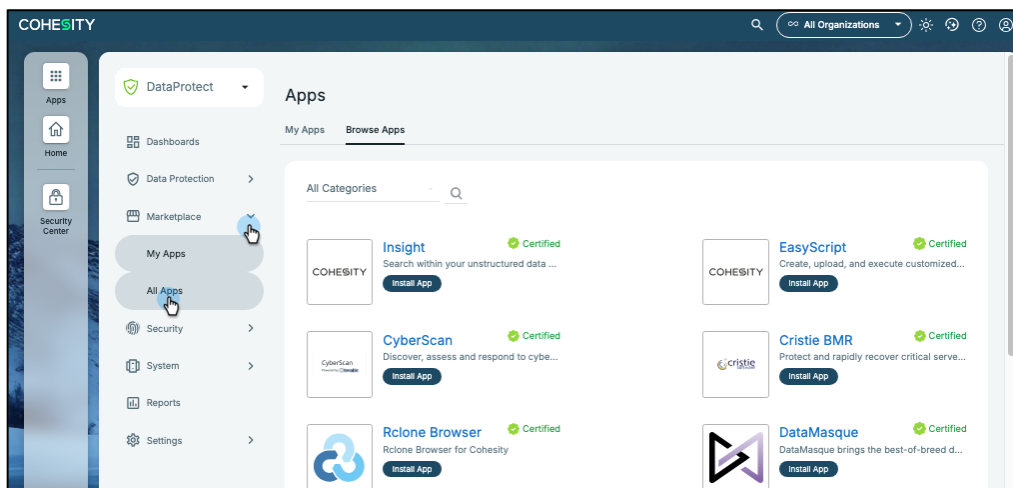 COHESITY
All Organizations
Apps
Home
Security
Center
DataProtect
Dashboards
Data Protection
Marketplace
My Apps
All Apps
Security
System
Reports
Settings
Apps
My Apps
Browse Apps
All Categories
COHESITY
Insight
Certified
Search within your unstructured data ...
Install App
COHESITY
EasyScript
Certified
Create, upload, and execute customized...
Install App
CyberScan
CyberScan
Certified
Discover, assess and respond to cybe...
Install App
cristie
Cristie BMR
Certified
Protect and rapidly recover critical serve...
Install App
Rclone Browser
Certified
Rclone Browser for Cohesity
Install App
DataMasque
Certified
DataMasque brings the best-of-breed d...
Install App